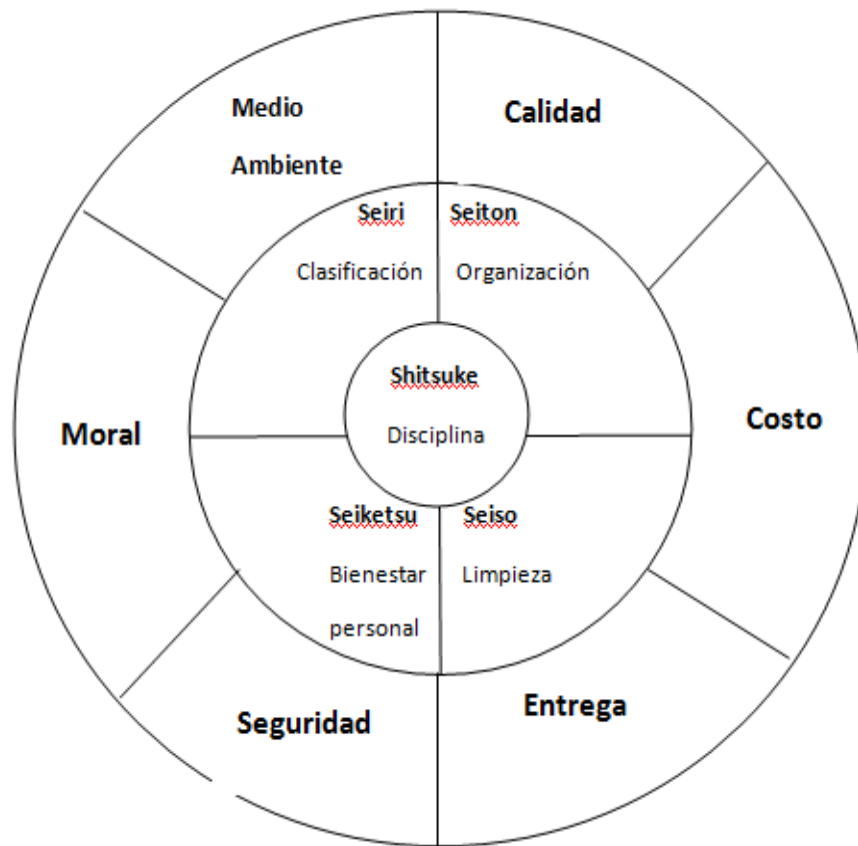 Medio
Ambiente
Calidad
Seiri
Clasificación
Seiton
Organización
Shitsuke
Disciplina
Moral
Costo
Seiketsu
Bienestar
personal
Seiso
Limpieza
Seguridad
Entrega